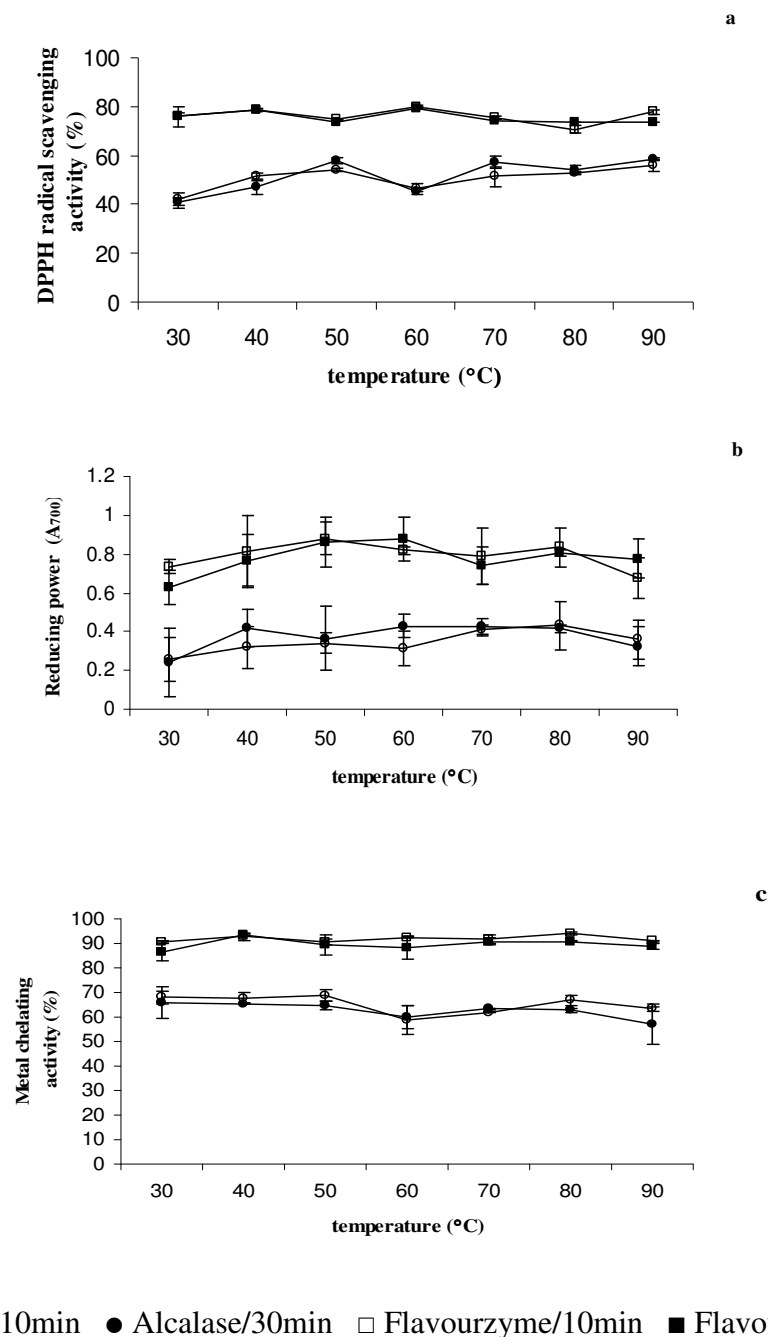 a
100
80
60
40
20
0
DPPH radical scavenging
activity (%)
30 40 50 60 70 80 90
temperature (°C)
b
1.2
1
0.8
0.6
0.4
0.2
0
Reducing power (A700)
30 40 50 60 70 80 90
temperature (°C)
c
100
90
80
70
60
50
40
30
20
10
0
Metal chelating
activity (%)
30 40 50 60 70 80 90
temperature (°C)
10min ● Alcalase/30min □ Flavourzyme/10min ■ Flavo